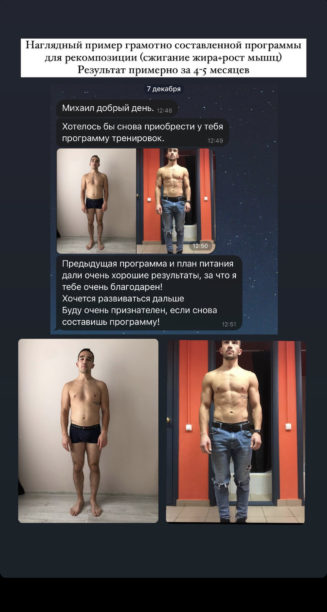 Наглядный пример грамотно составленной программы
для рекомпозиции (сжигание жира+рост мышц)
Результат примерно за 4-5 месяцев
7 декабря
Михаил добрый день. 12:48
Хотелось бы снова приобрести у тебя
программу тренировок. 12:49
12:50
Предыдущая программа и план питания
дали очень хорошие результаты, за что я
тебе очень благодарен!
Хочется развиваться дальше
Буду очень признателен, если снова
составишь программу! 12:51